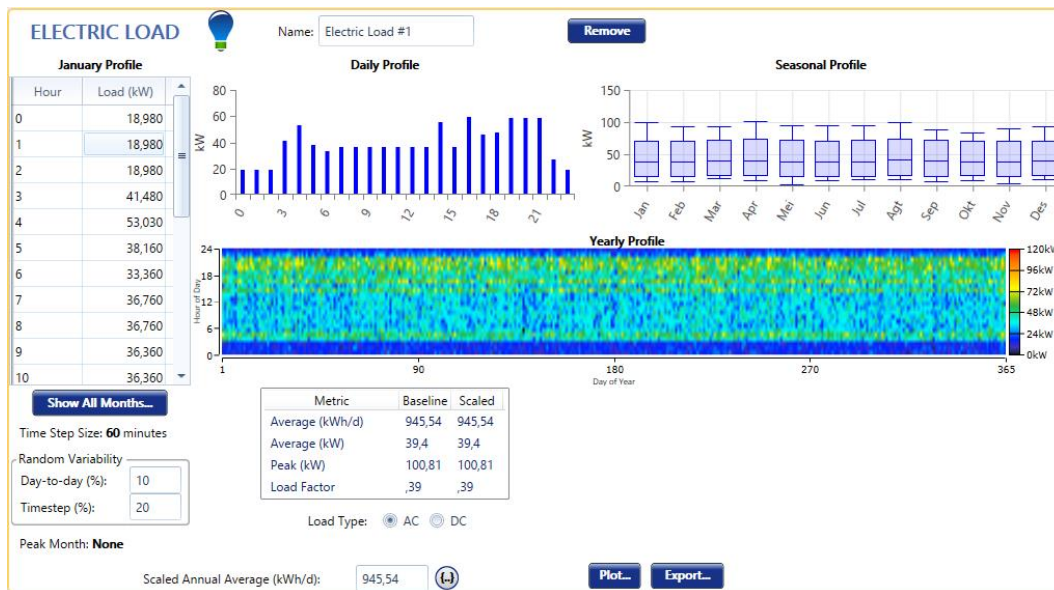 ELECTRIC LOAD
Name: Electric Load #1
Remove
January Profile
Hour Load (kW)
0 18,980
1 18,980
2 18,980
3 41,480
4 53,030
5 38,160
6 33,360
7 36,760
8 36,760
9 36,360
10 36,360
Show All Months...
Time Step Size: 60 minutes
Random Variability
Day-to-day (%): 10
Timestep (%): 20
Peak Month: None
Daily Profile
80
60
40
20
0
kW
0 3 6 9 12 15 18 21
Seasonal Profile
150
100
50
0
kW
Jan Feb Mar Apr Mei Jun Jul Agt Sep Okt Nov Des
Yearly Profile
24
18
12
6
0
Hour of Day
1 90 180 270 365
Day of Year
120kW
96kW
72kW
48kW
24kW
0kW
Metric Baseline Scaled
Average (kWh/d) 945,54 945,54
Average (kW) 39,4 39,4
Peak (kW) 100,81 100,81
Load Factor ,39 ,39
Load Type: AC DC
Scaled Annual Average (kWh/d): 945,54 {..}
Plot... Export...